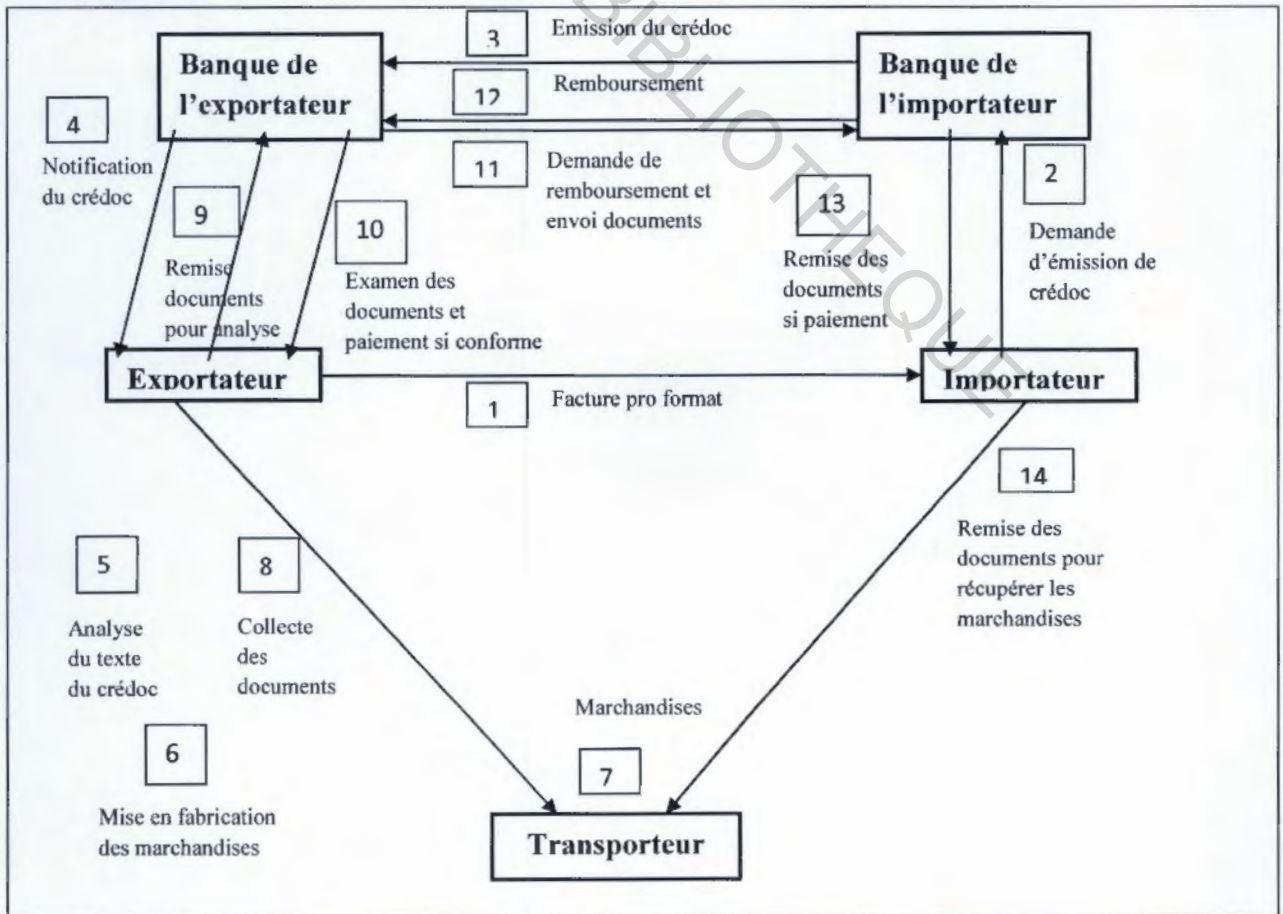 3
Emission du crédoc
Banque de
l'exportateur
Banque de
l'importateur
12
Remboursement
4
Notification
du crédoc
11
Demande de
remboursement et
envoi documents
2
Demande
d'émission de
crédoc
9
Remise
documents
pour analyse
10
Examen des
documents et
paiement si conforme
13
Remise des
documents
si paiement
Exportateur
Importateur
1
Facture pro format
14
Remise des
documents pour
récupérer les
marchandises
5
Analyse
du texte
du crédoc
8
Collecte
des
documents
Marchandises
7
6
Mise en fabrication
des marchandises
Transporteur
BIBLIOTHEQUE